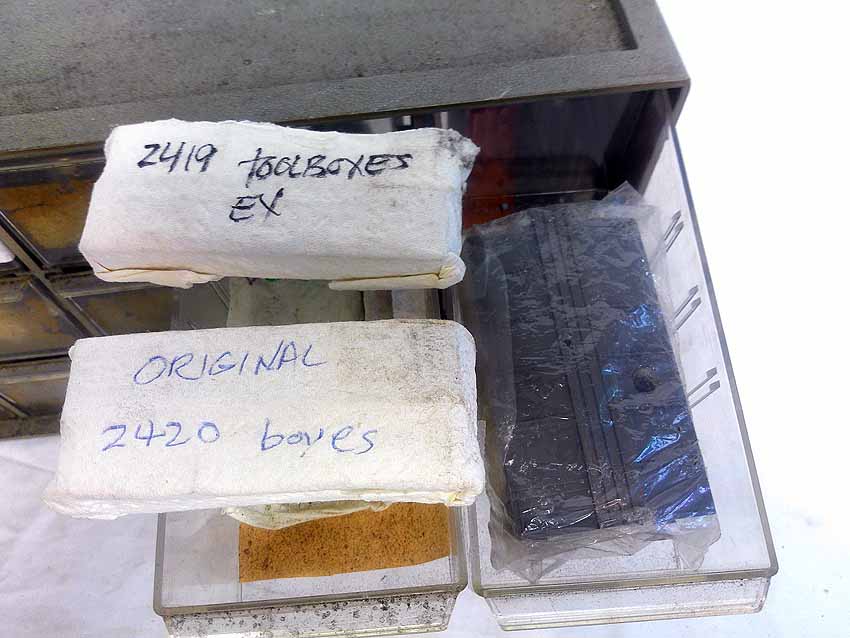 2419 TOOLBOXES
EX
ORIGINAL
2420 boxes